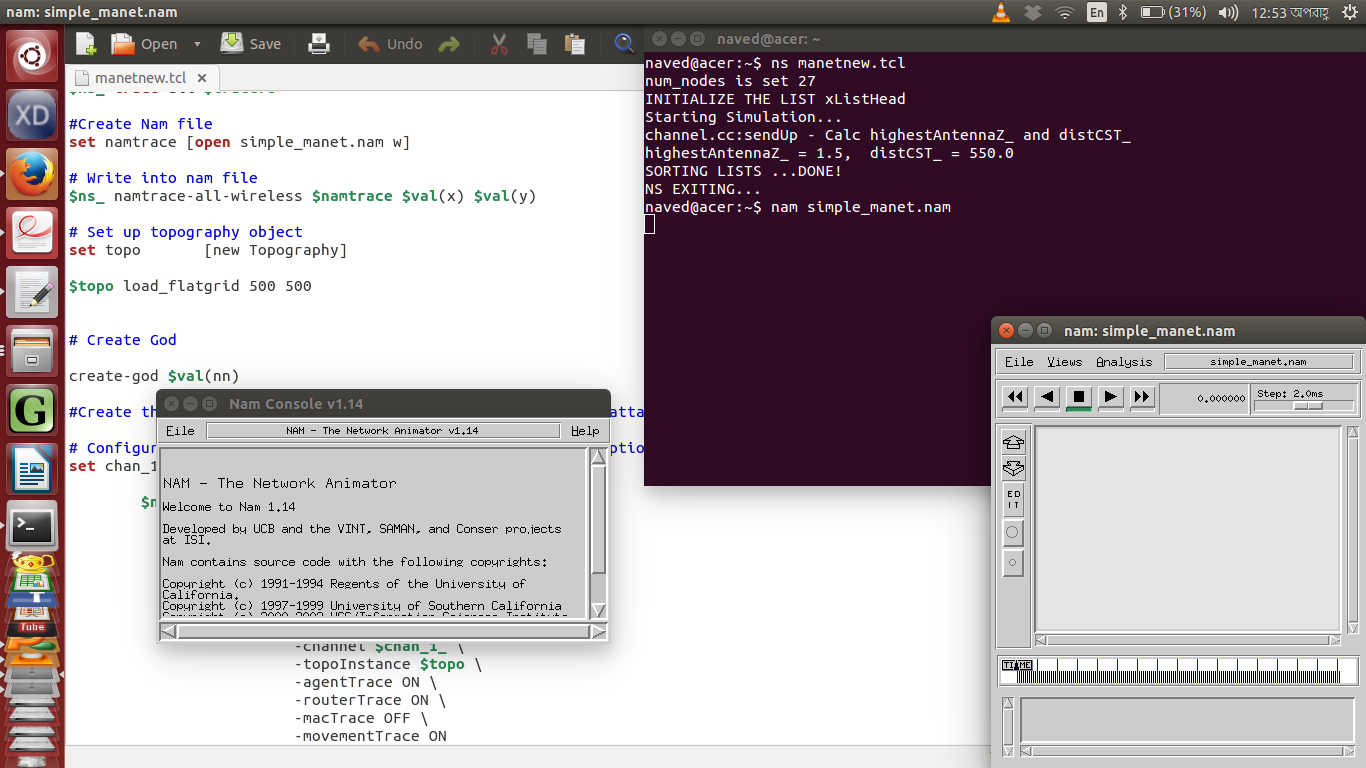 nam: simple_manet.nam
En
(31%)
12:53 অপরাহ্ণ
Open
Save
Undo
manetnew.tcl
#Create Nam file
set namtrace [open simple_manet.nam w]
# Write into nam file
$ns_ namtrace-all-wireless $namtrace $val(x) $val(y)
# Set up topography object
set topo [new Topography]
$topo load_flatgrid 500 500
# Create God
create-god $val(nn)
#Create th
atta
# Configur
ptio
set chan_1
$n
-channel $chan_1_ \
-topoInstance $topo \
-agentTrace ON \
-routerTrace ON \
-macTrace OFF \
-movementTrace ON
naved@acer: ~
naved@acer:~$ ns manetnew.tcl
num_nodes is set 27
INITIALIZE THE LIST xListHead
Starting Simulation...
channel.cc:sendUp - Calc highestAntennaZ_ and distCST_
highestAntennaZ_ = 1.5, distCST_ = 550.0
SORTING LISTS ...DONE!
NS EXITING...
naved@acer:~$ nam simple_manet.nam
Nam Console v1.14
File
NAM - The Network Animator v1.14
Help
NAM - The Network Animator
Welcome to Nam 1.14
Developed by UCB and the VINT, SAMAN, and Conser projects
at ISI.
Nam contains source code with the following copyrights:
Copyright (c) 1991-1994 Regents of the University of
California.
Copyright (c) 1997-1999 University of Southern California
nam: simple_manet.nam
File
Views
Analysis
simple_manet.nam
0.000000
Step: 2.0ms
ED
IT
TIME
XD
G
Tube